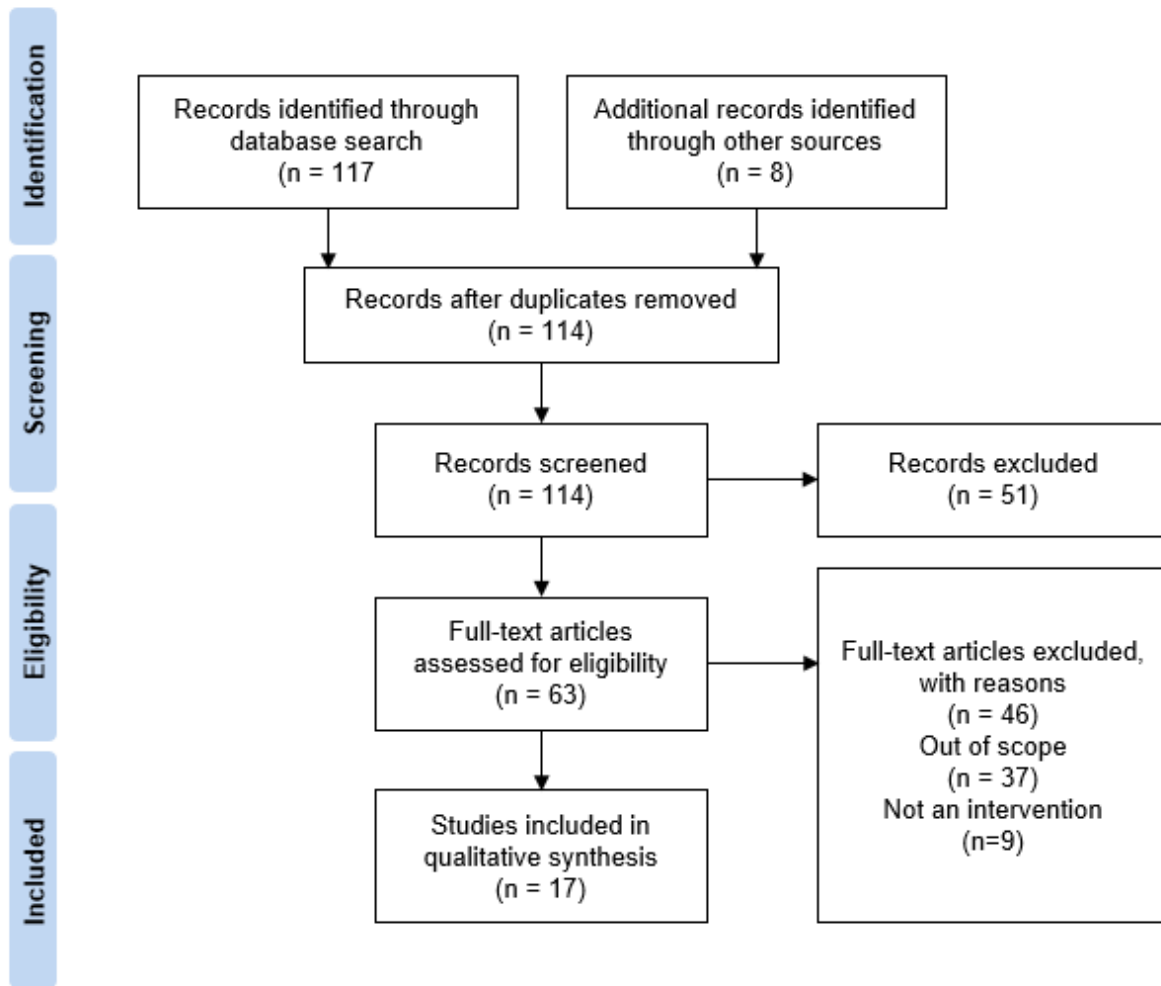 Identification
Records identified through
database search
(n = 117
Additional records identified
through other sources
(n = 8)
Screening
Records after duplicates removed
(n = 114)
Records screened
(n = 114)
Records excluded
(n = 51)
Eligibility
Full-text articles
assessed for eligibility
(n = 63)
Full-text articles excluded,
with reasons
(n = 46)
Out of scope
(n = 37)
Not an intervention
(n=9)
Included
Studies included in
qualitative synthesis
(n = 17)